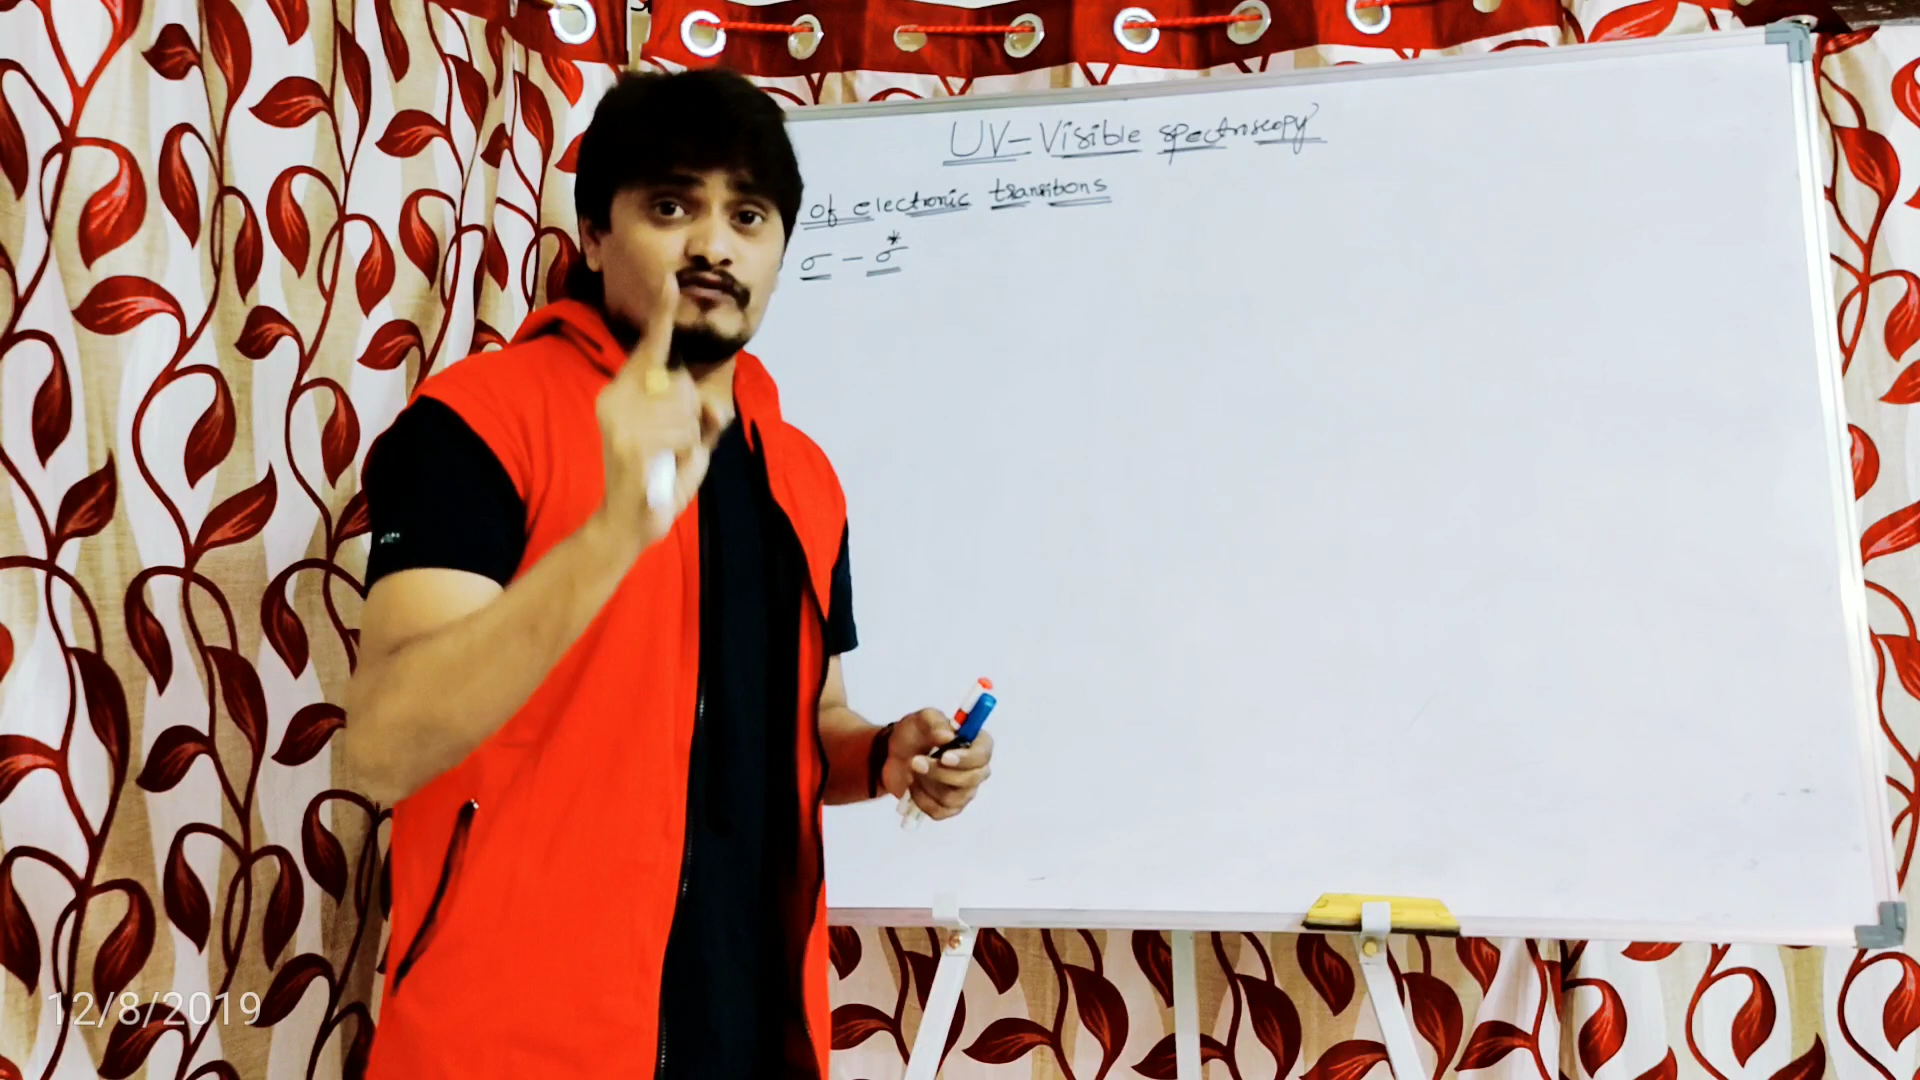 UV-Visible spectroscopy
of electronic transitions
σ - σ*
12/8/2019